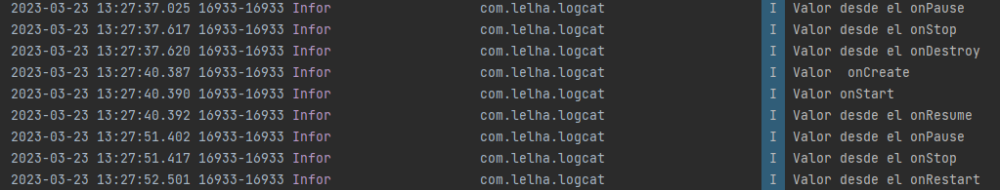 2023-03-23 13:27:37.025 16933-16933 Infor com.lelha.logcat I Valor desde el onPause
2023-03-23 13:27:37.617 16933-16933 Infor com.lelha.logcat I Valor desde el onStop
2023-03-23 13:27:37.620 16933-16933 Infor com.lelha.logcat I Valor desde el onDestroy
2023-03-23 13:27:40.387 16933-16933 Infor com.lelha.logcat I Valor  onCreate
2023-03-23 13:27:40.390 16933-16933 Infor com.lelha.logcat I Valor onStart
2023-03-23 13:27:40.392 16933-16933 Infor com.lelha.logcat I Valor desde el onResume
2023-03-23 13:27:51.402 16933-16933 Infor com.lelha.logcat I Valor desde el onPause
2023-03-23 13:27:51.417 16933-16933 Infor com.lelha.logcat I Valor desde el onStop
2023-03-23 13:27:52.501 16933-16933 Infor com.lelha.logcat I Valor desde el onRestart